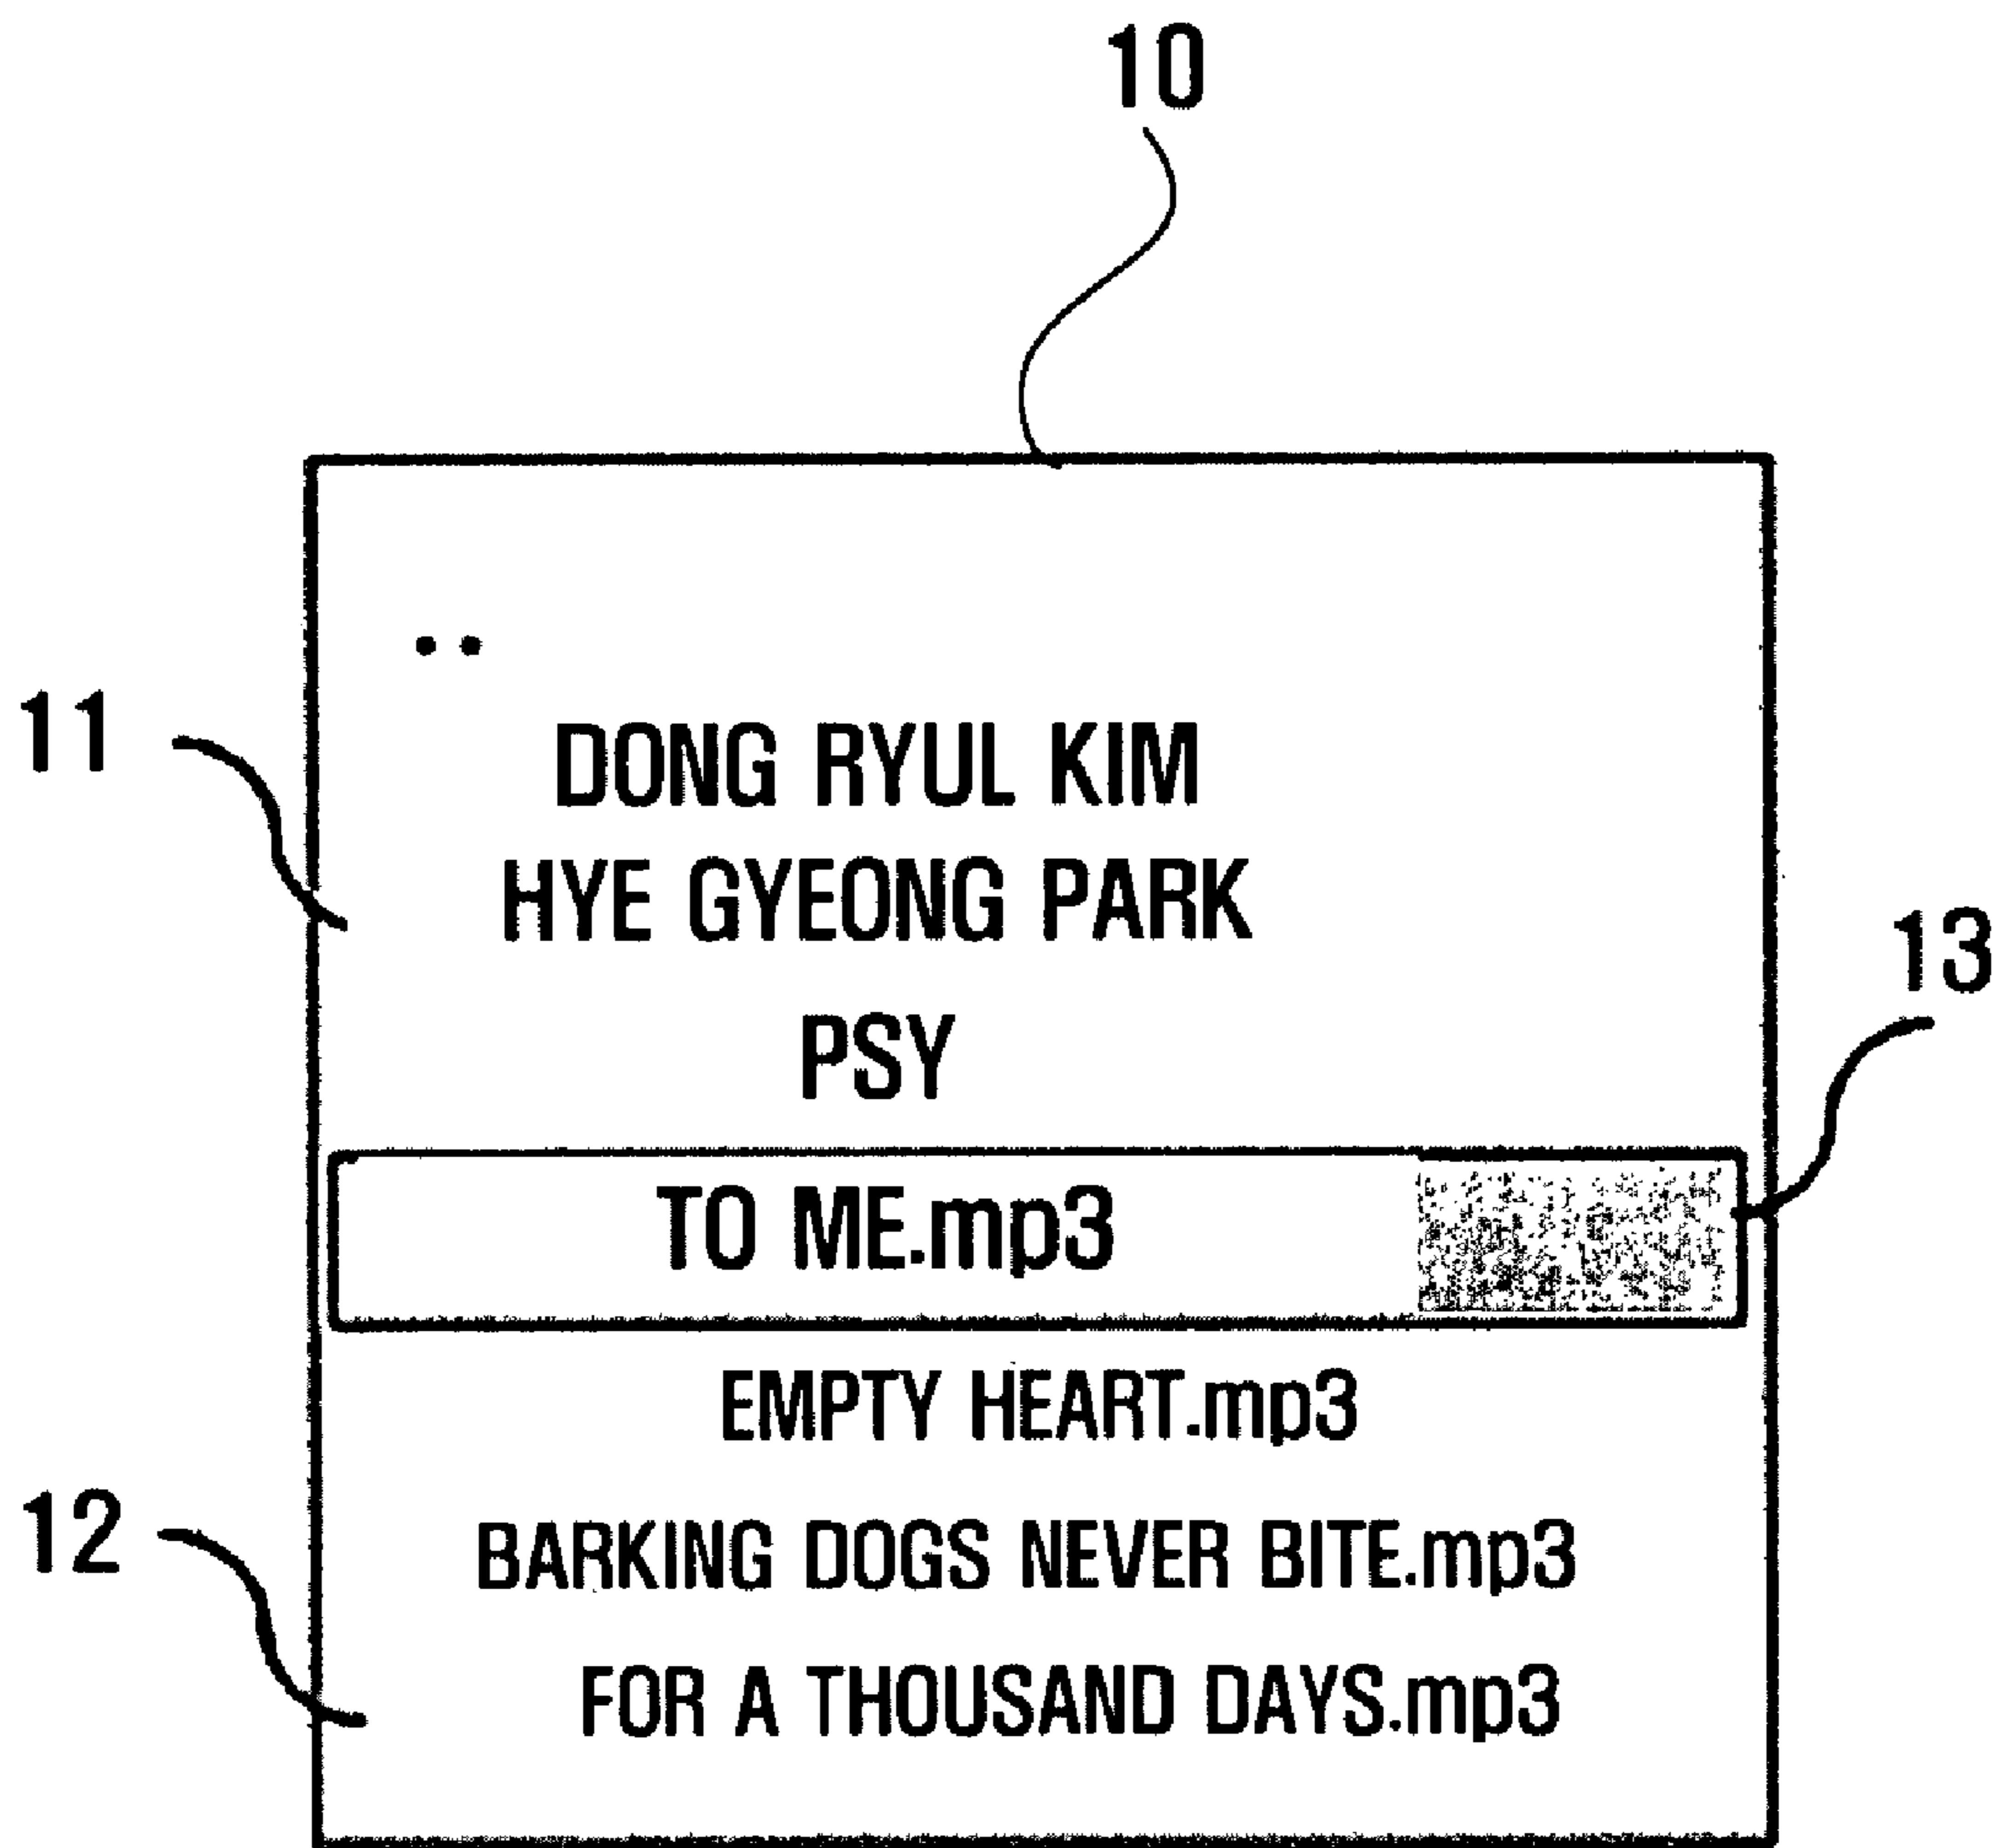 10
..
11
DONG RYUL KIM
HYE GYEONG PARK
13
PSY
TO ME.mp3
EMPTY HEART.mp3
12
BARKING DOGS NEVER BITE.mp3
FOR A THOUSAND DAYS.mp3